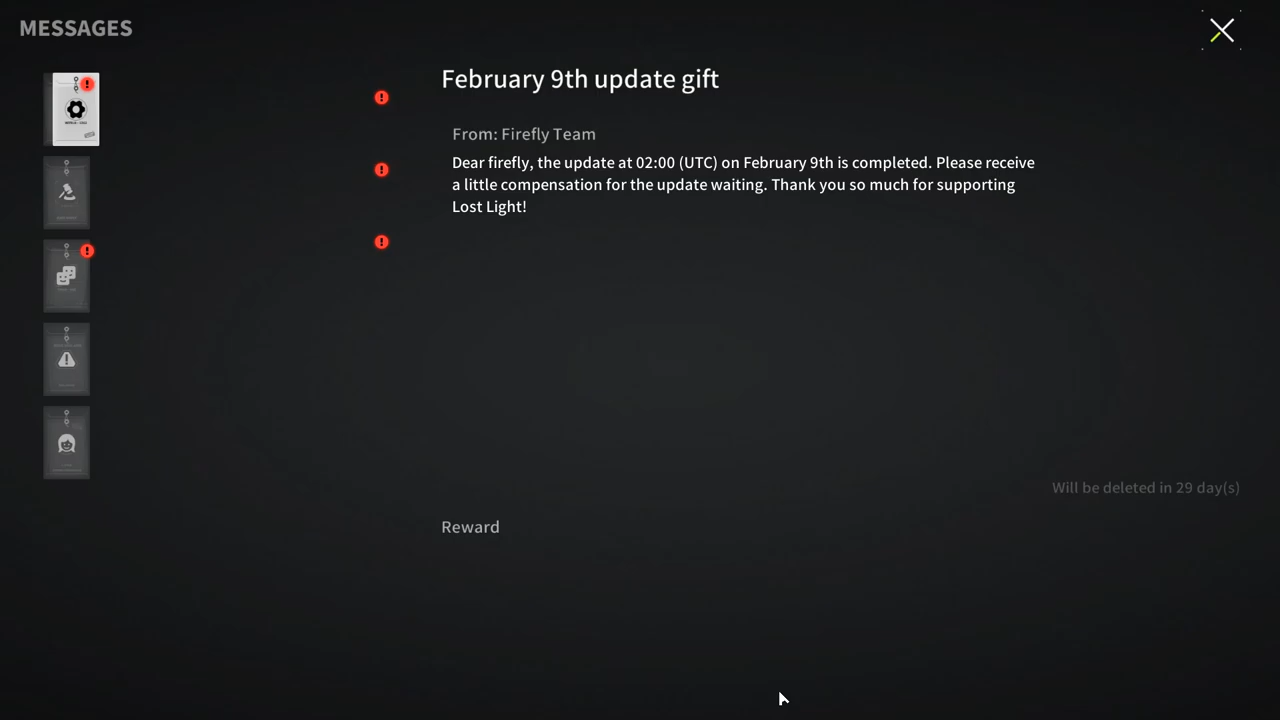 MESSAGES
February 9th update gift
From: Firefly Team
Dear firefly, the update at 02:00 (UTC) on February 9th is completed. Please receive
a little compensation for the update waiting. Thank you so much for supporting
Lost Light!
Will be deleted in 29 day(s)
Reward